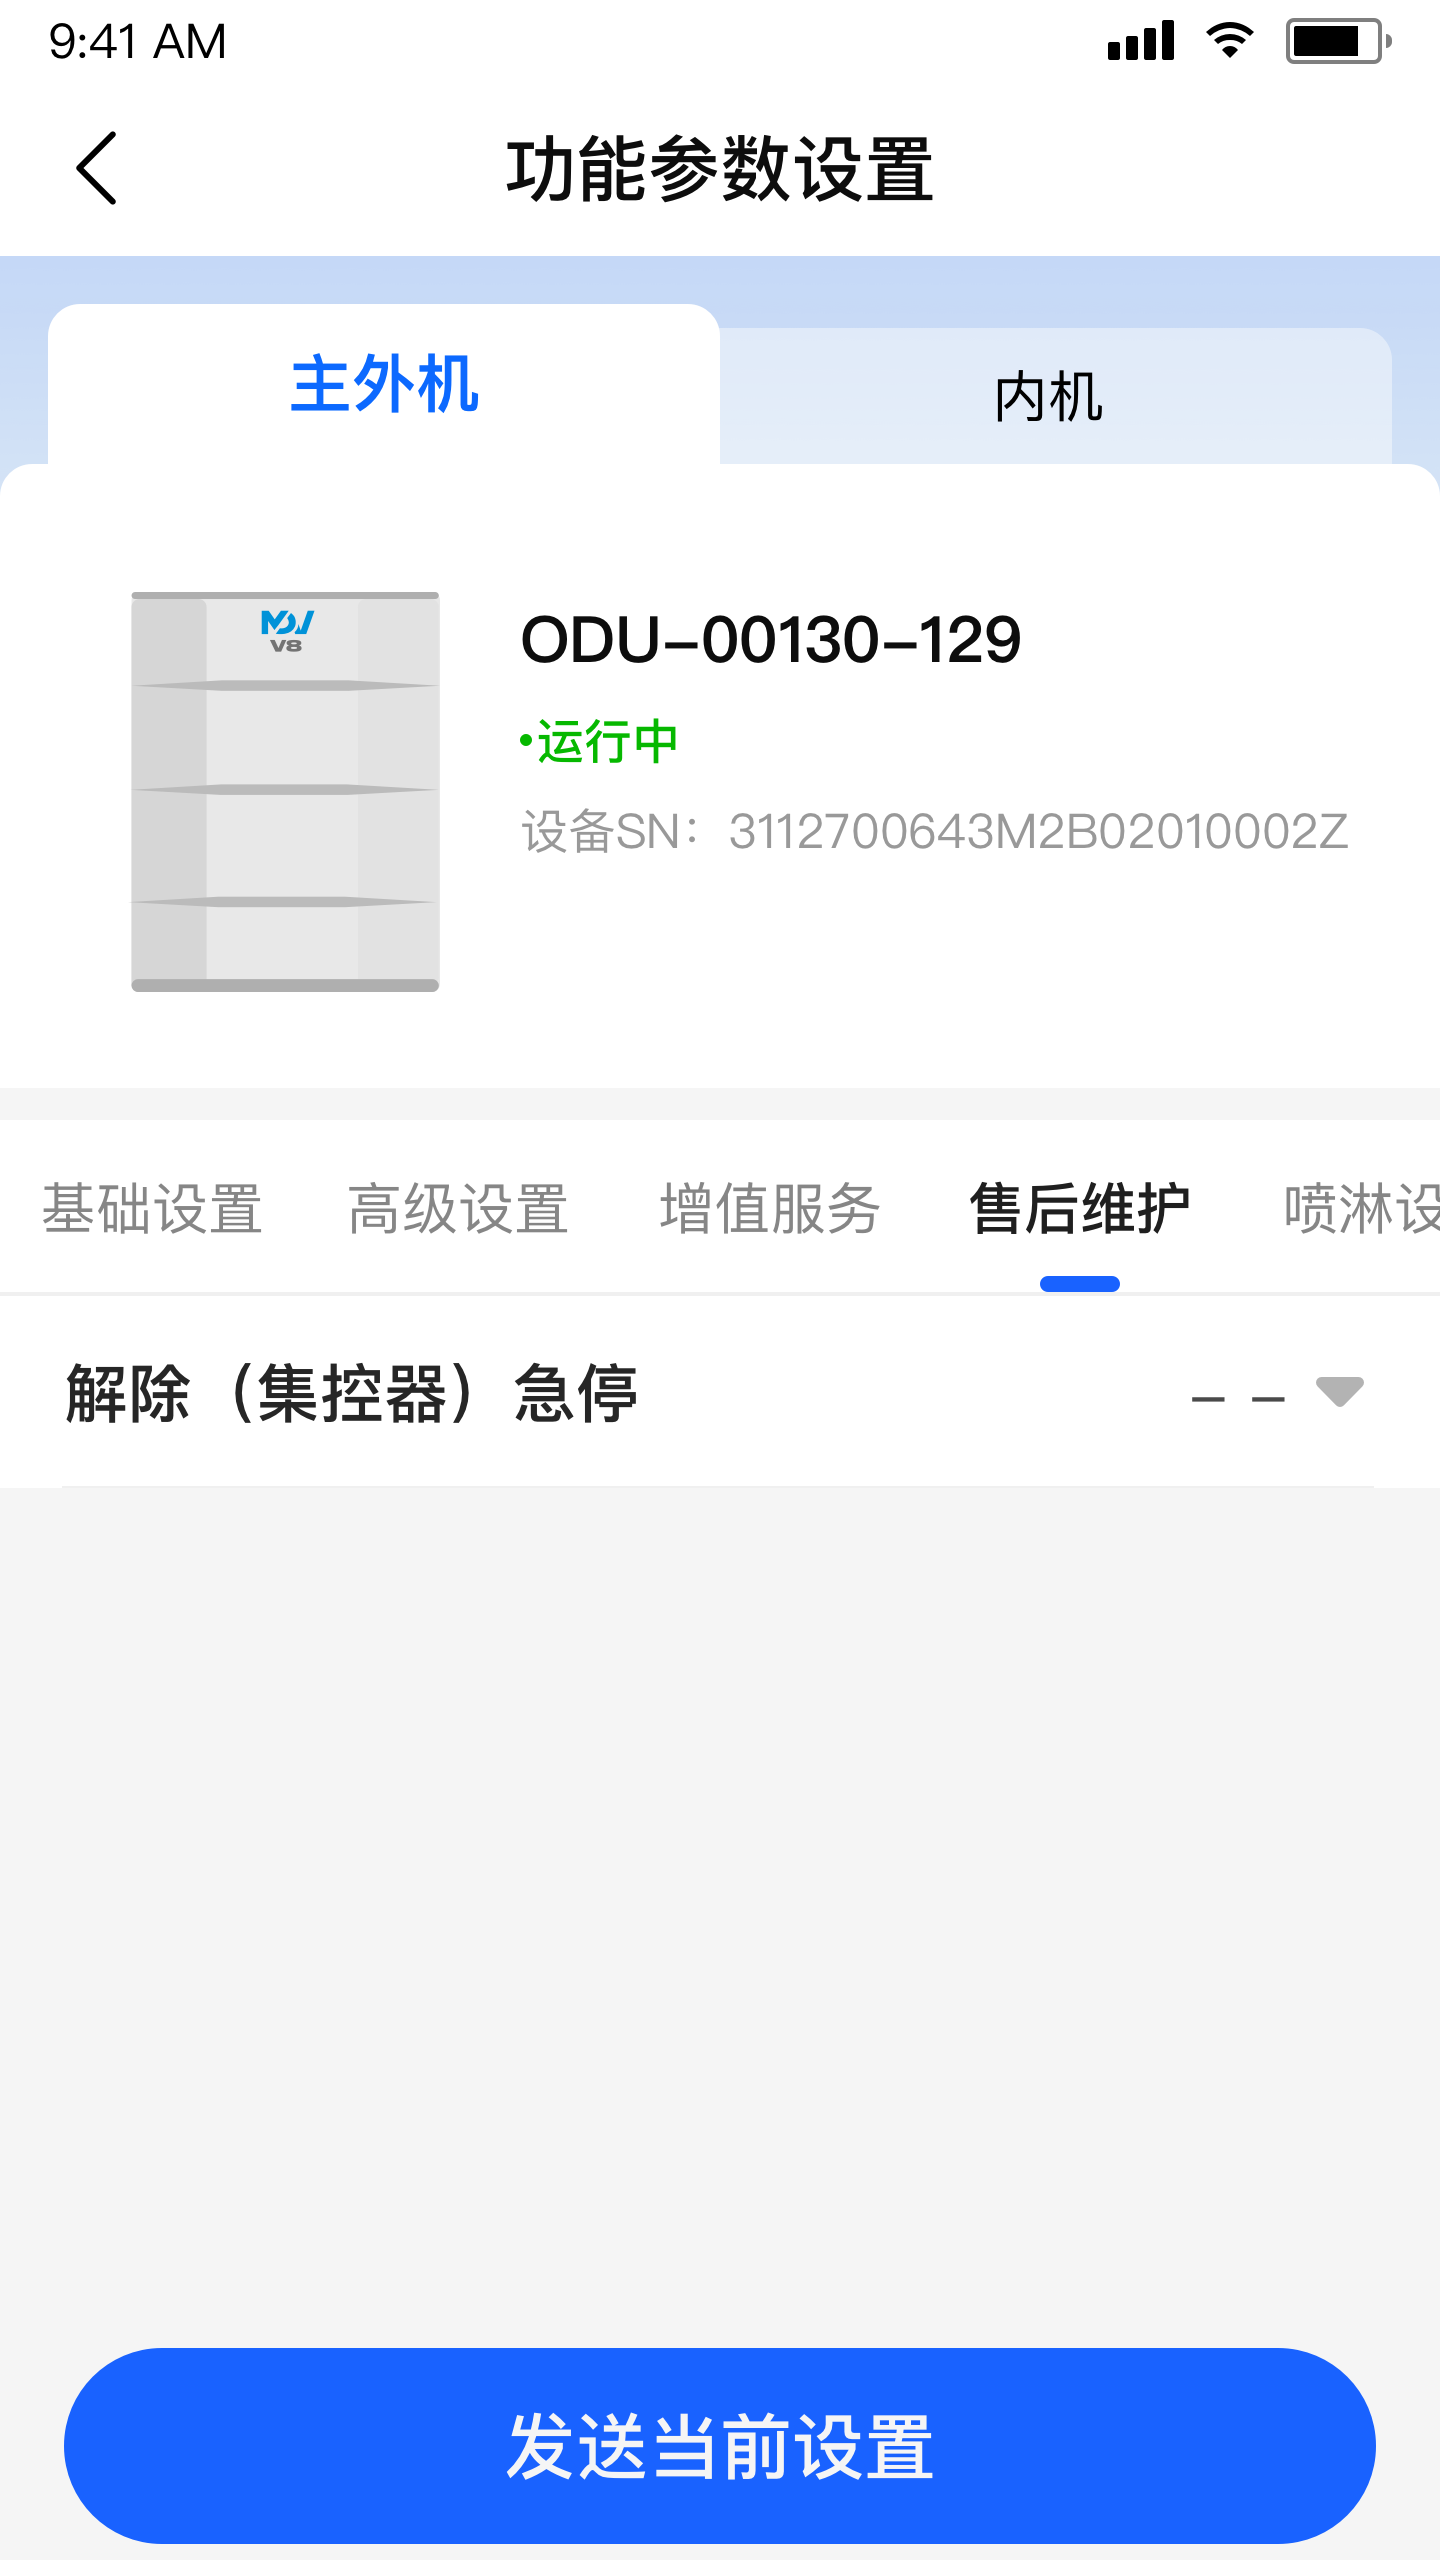 9:41 AM
功能参数设置
主外机
内机
MDV
V8
ODU-00130-129
•运行中
设备SN：3112700643M2B02010002Z
基础设置 高级设置 增值服务 售后维护 喷淋设
解除（集控器）急停
– –
发送当前设置